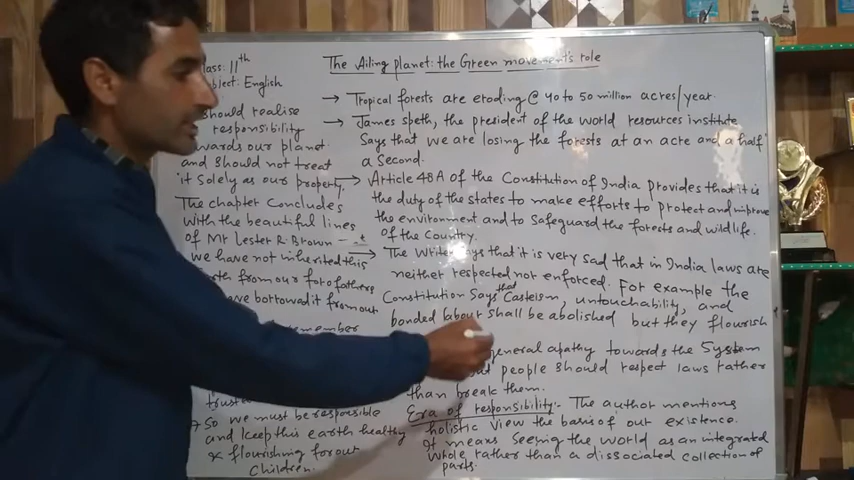 Class: 11th
Subject: English
The Ailing planet: the Green movement's role
→ Tropical forests are eroding @ 40 to 50 million acres/year.
→ James speth, the president of the world resources institute
Says that we are losing the forests at an acre and a half
a Second.
→ Article 48A of the Constitution of India provides that it is
the duty of the states to make efforts to protect and improve
the environment and to safeguard the forests and wildlife.
of the Country.
→ The Writer says that it is very sad that in India laws are
neither respected not enforced. For example the
Constitution Says that Casteism, untouchability, and
bonded labour shall be abolished but they flourish
general apathy towards the System
people should respect laws rather
than break them.
Era of responsibility:- The author mentions
holistic view the basis of our existence.
It means Seeing the world as an integrated
whole rather than a dissociated collection of
parts.
should realise
responsibility
towards our planet
and should not treat
it solely as our property.
The chapter Concludes
with the beautiful lines
of Mr Lester R Brown
we have not inherited this
from our forefathers
have borrowed it from our
remember
So we must be responsible
and keep this earth healthy
& flourishing for our
Children.